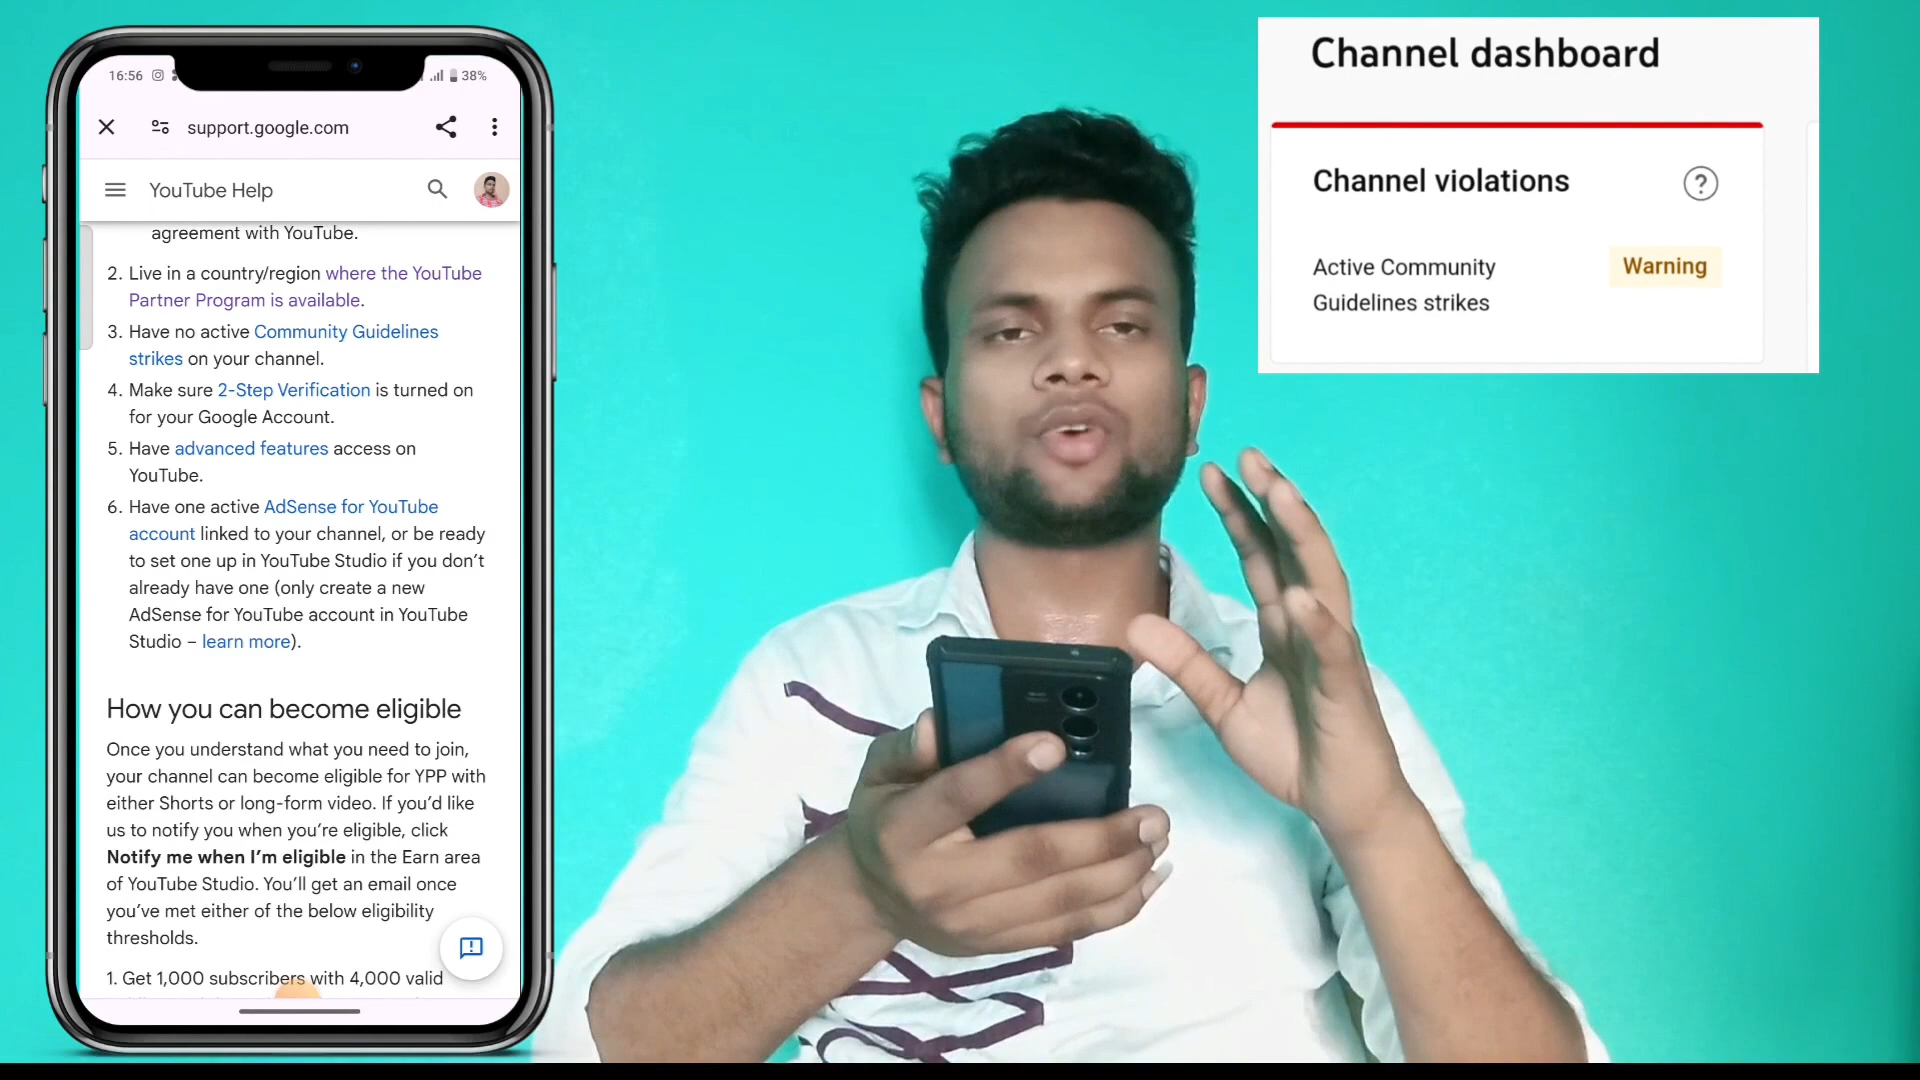 16:56
38%
support.google.com
YouTube Help
agreement with YouTube.
2. Live in a country/region where the YouTube
Partner Program is available.
3. Have no active Community Guidelines
strikes on your channel.
4. Make sure 2-Step Verification is turned on
for your Google Account.
5. Have advanced features access on
YouTube.
6. Have one active AdSense for YouTube
account linked to your channel, or be ready
to set one up in YouTube Studio if you don't
already have one (only create a new
AdSense for YouTube account in YouTube
Studio – learn more).
How you can become eligible
Once you understand what you need to join,
your channel can become eligible for YPP with
either Shorts or long-form video. If you'd like
us to notify you when you're eligible, click
Notify me when I'm eligible in the Earn area
of YouTube Studio. You'll get an email once
you've met either of the below eligibility
thresholds.
1. Get 1,000 subscribers with 4,000 valid
Channel dashboard
Channel violations
Active Community
Guidelines strikes
Warning